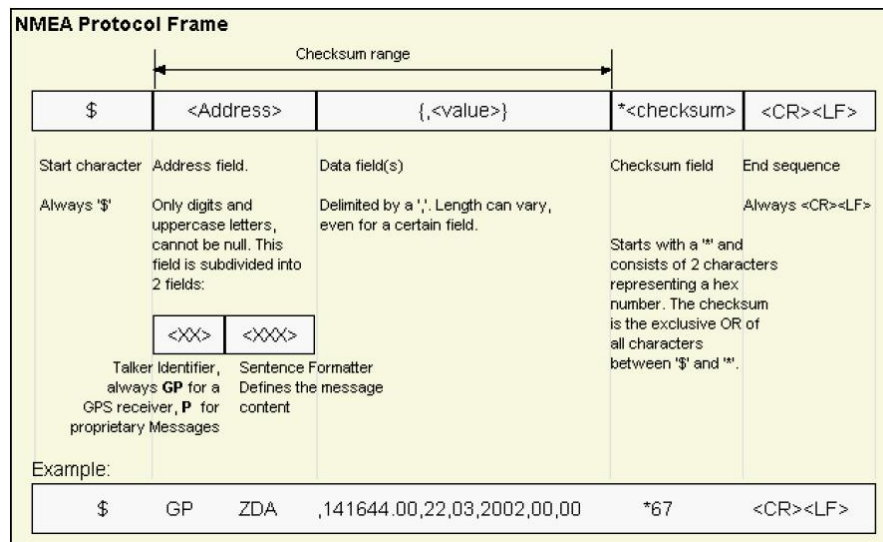 NMEA Protocol Frame
Checksum range
$ <Address> {,<value>} *<checksum> <CR><LF>
Start character
Always '$'
Address field.
Only digits and
uppercase letters,
cannot be null. This
field is subdivided into
2 fields:
<XX> <XXX>
Talker Identifier,
always GP for a
GPS receiver, P for
proprietary Messages
Sentence Formatter
Defines the message
content
Data field(s)
Delimited by a ','. Length can vary,
even for a certain field.
Checksum field
Starts with a '*' and
consists of 2 characters
representing a hex
number. The checksum
is the exclusive OR of
all characters
between '$' and '*'.
End sequence
Always <CR><LF>
Example:
$ GP ZDA ,141644.00,22,03,2002,00,00 *67 <CR><LF>